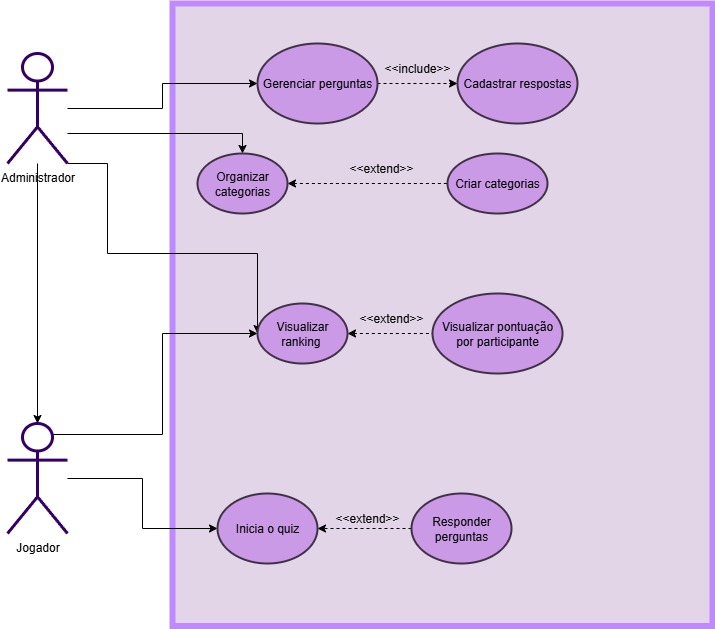 Administrador
Gerenciar perguntas
<<include>>
Cadastrar respostas
Organizar
categorias
<<extend>>
Criar categorias
Visualizar
ranking
<<extend>>
Visualizar pontuação
por participante
Jogador
Inicia o quiz
<<extend>>
Responder
perguntas